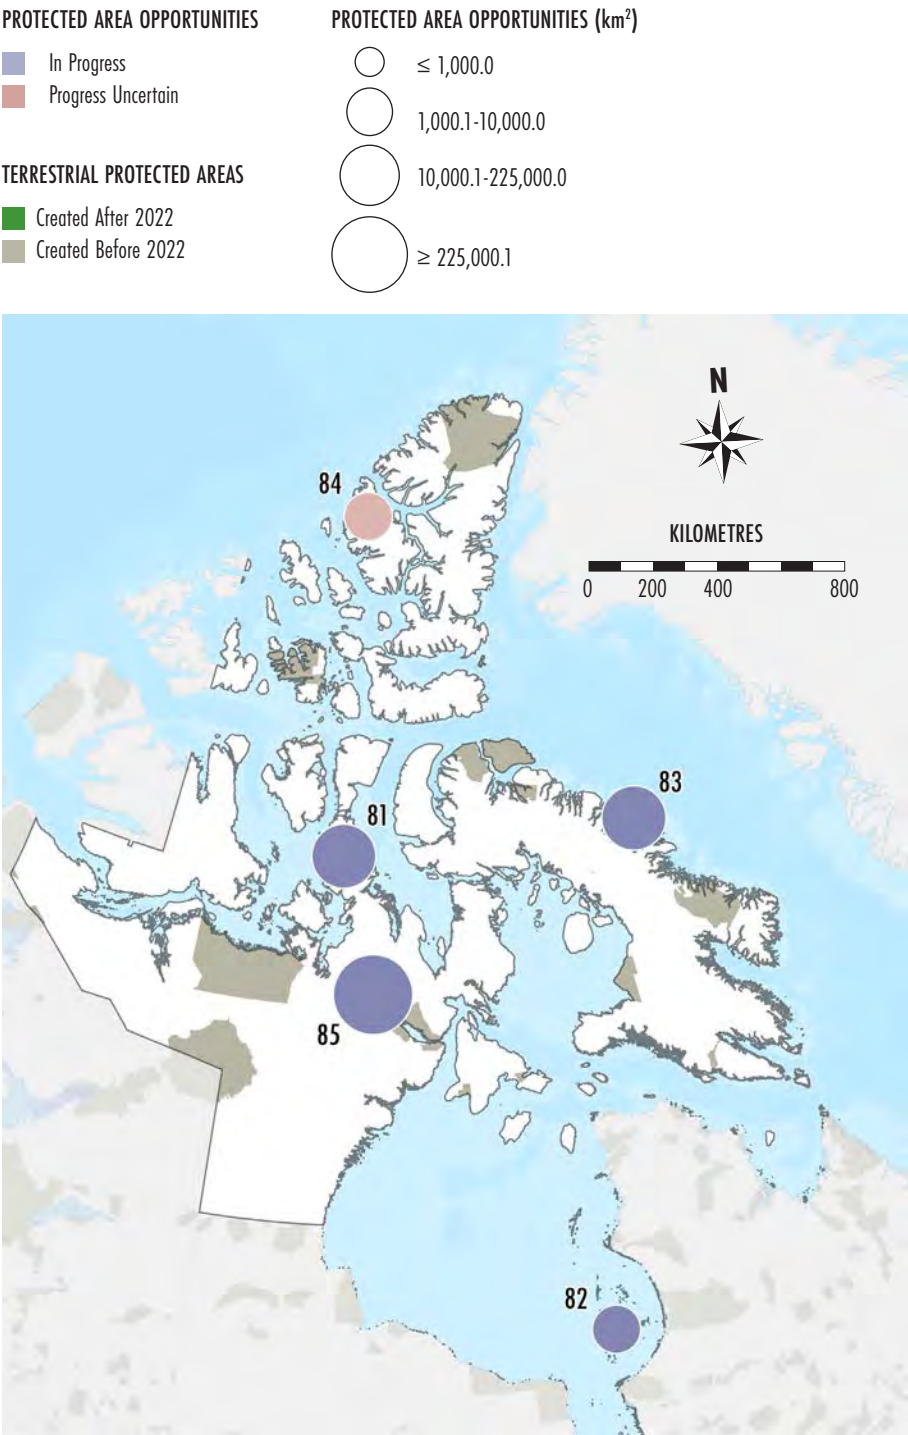 PROTECTED AREA OPPORTUNITIES
In Progress
Progress Uncertain
TERRESTRIAL PROTECTED AREAS
Created After 2022
Created Before 2022
PROTECTED AREA OPPORTUNITIES (km²)
≤ 1,000.0
1,000.1-10,000.0
10,000.1-225,000.0
≥ 225,000.1
N
KILOMETRES
0 200 400 800
84
83
81
85
82